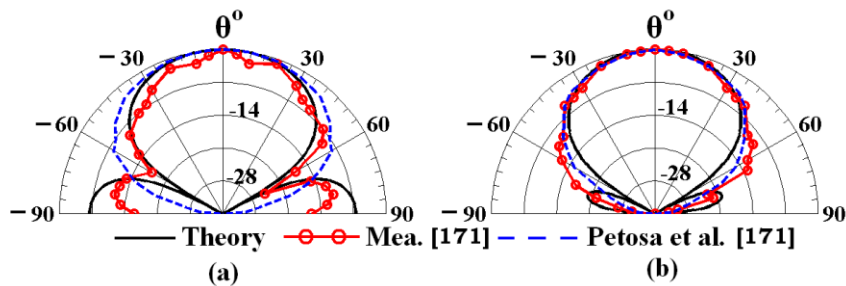 θ° θ°
−30 30 −30 30
−60 -14 60 −60 -14 60
-28 -28
−90 90 −90 90
Theory Mea. [171] Petosa et al. [171]
(a) (b)